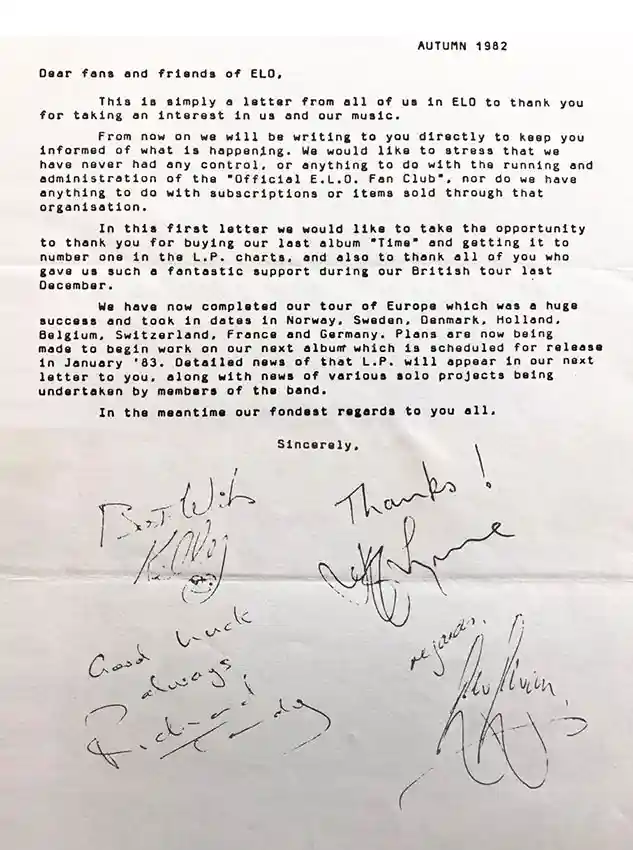 AUTUMN 1982
Dear fans and friends of ELO,
This is simply a letter from all of us in ELO to thank you
for taking an interest in us and our music.
From now on we will be writing to you directly to keep you
informed of what is happening. We would like to stress that we
have never had any control, or anything to do with the running and
administration of the "Official E.L.O. Fan Club", nor do we have
anything to do with subscriptions or items sold through that
organisation.
In this first letter we would like to take the opportunity
to thank you for buying our last album "Time" and getting it to
number one in the L.P. charts, and also to thank all of you who
gave us such a fantastic support during our British tour last
December.
We have now completed our tour of Europe which was a huge
success and took in dates in Norway, Sweden, Denmark, Holland,
Belgium, Switzerland, France and Germany. Plans are now being
made to begin work on our next album which is scheduled for release
in January '83. Detailed news of that L.P. will appear in our next
letter to you, along with news of various solo projects being
undertaken by members of the band.
In the meantime our fondest regards to you all.
Sincerely,
Thanks!
Best
Jeff Lynne
Good Luck
always
Richard
Tandy
regards,